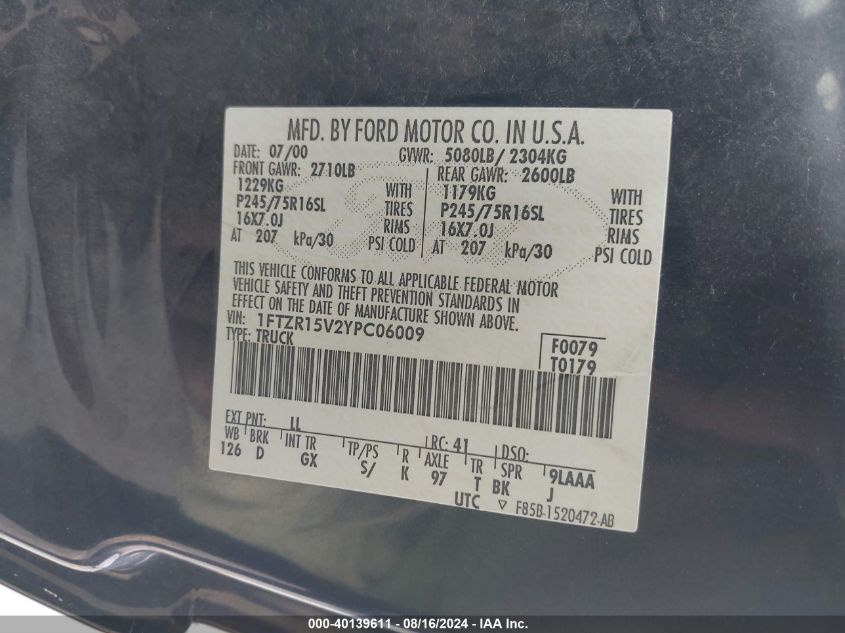 MFD. BY FORD MOTOR CO. IN U.S.A.
DATE: 07/00 GVWR: 5080LB/ 2304KG
FRONT GAWR: 2710LB REAR GAWR: 2600LB
1229KG WITH 1179KG WITH
P245/75R16SL TIRES P245/75R16SL TIRES
16X7.0J RIMS 16X7.0J RIMS
AT 207 kPa/30 PSI COLD AT 207 kPa/30 PSI COLD
THIS VEHICLE CONFORMS TO ALL APPLICABLE FEDERAL MOTOR
VEHICLE SAFETY AND THEFT PREVENTION STANDARDS IN
EFFECT ON THE DATE OF MANUFACTURE SHOWN ABOVE.
VIN: 1FTZR15V2YPC06009
TYPE: TRUCK
F0079
T0179
EXT PNT: LL RC: 41 DSO:
WB BRK INT TR TP/PS R AXLE TR SPR 9LAAA
126 D GX S/ K 97 T BK J
UTC ▽ F85B-1520472-AB
000-40139611 - 08/16/2024 - IAA Inc.